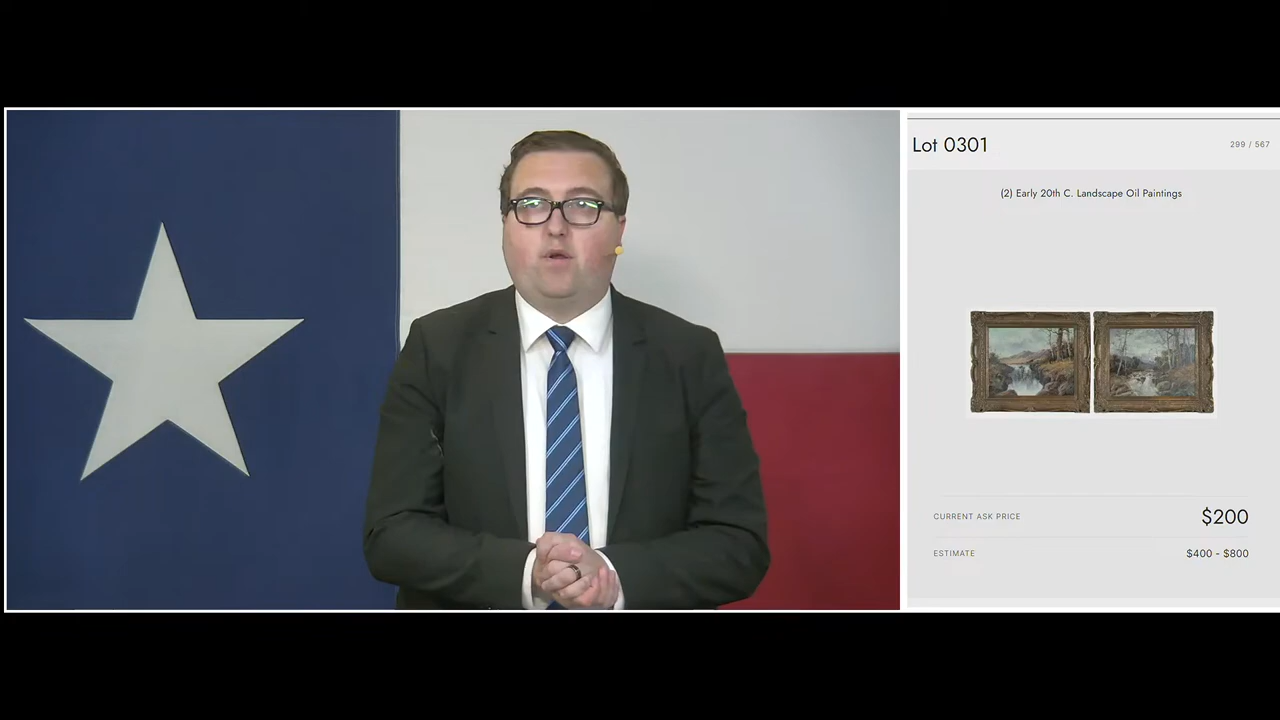 Lot 0301
299 / 567
(2) Early 20th C. Landscape Oil Paintings
CURRENT ASK PRICE
$200
ESTIMATE
$400 - $800